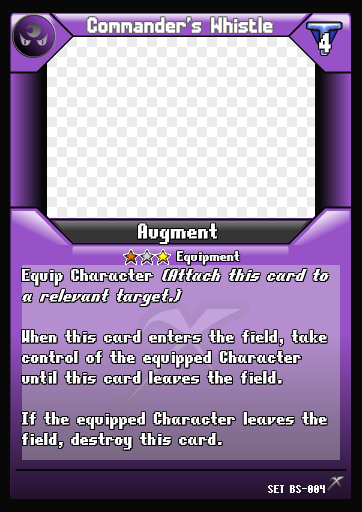 Commander's Whistle
4
Augment
Equipment
Equip Character (Attach this card to
a relevant target.)
When this card enters the field, take
control of the equipped Character
until this card leaves the field.
If the equipped Character leaves the
field, destroy this card.
SET BS-004